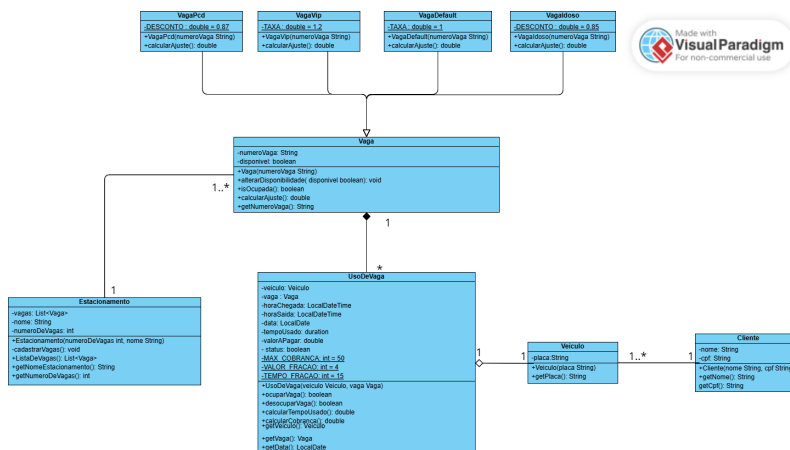 VagaPcd
-DESCONTO : double = 0.87
+VagaPcd(numeroVaga String)
+calcularAjuste(): double
VagaVip
-TAXA : double = 1.2
+VagaVip(numeroVaga String)
+calcularAjuste(): double
VagaDefault
-TAXA : double = 1
+VagaDefault(numeroVaga String)
+calcularAjuste(): double
VagaIdoso
-DESCONTO : double = 0.85
+VagaIdoso(numeroVaga String)
+calcularAjuste(): double
Made with
VisualParadigm
For non-commercial use
Vaga
-numeroVaga: String
-disponivel: boolean
+Vaga(numeroVaga String)
+alterarDisponibilidade( disponivel boolean): void
+isOcupada(): boolean
+calcularAjuste(): double
+getNumeroVaga(): String
1..*
1
1
*
Estacionamento
-vagas: List<Vaga>
-nome: String
-numeroDeVagas: int
+Estacionamento(numeroDeVagas int, nome String)
-cadastrarVagas(): void
+ListaDeVagas(): List<Vaga>
+getNomeEstacionamento(): String
+getNumeroDeVagas(): int
UsoDeVaga
-veiculo: Veiculo
-vaga : Vaga
-horaChegada: LocalDateTime
-horaSaida: LocalDateTime
-data: LocalDate
-tempoUsado: duration
-valorAPagar: double
- status: boolean
-MAX_COBRANCA: int = 50
-VALOR_FRACAO: int = 4
-TEMPO_FRACAO: int = 15
+UsoDeVaga(veiculo Veiculo, vaga Vaga)
+ocuparVaga(): boolean
+desocuparVaga(): boolean
+calcularTempoUsado(): double
+calcularCobranca(): double
+getVeiculo(): Veiculo
+getVaga(): Vaga
+getData(): LocalDate
1
1
Veiculo
-placa:String
+Veiculo(placa String)
+getPlaca(): String
1..*
1
Cliente
-nome: String
-cpf: String
+Cliente(nome String, cpf String
+getNome(): String
getCpf(): String